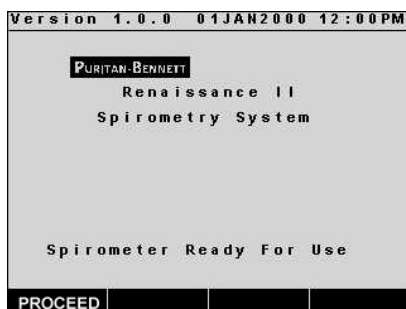 Version 1.0.0 01JAN2000 12:00PM
PURITAN-BENNETT
Renaissance II
Spirometry System
Spirometer Ready For Use
PROCEED